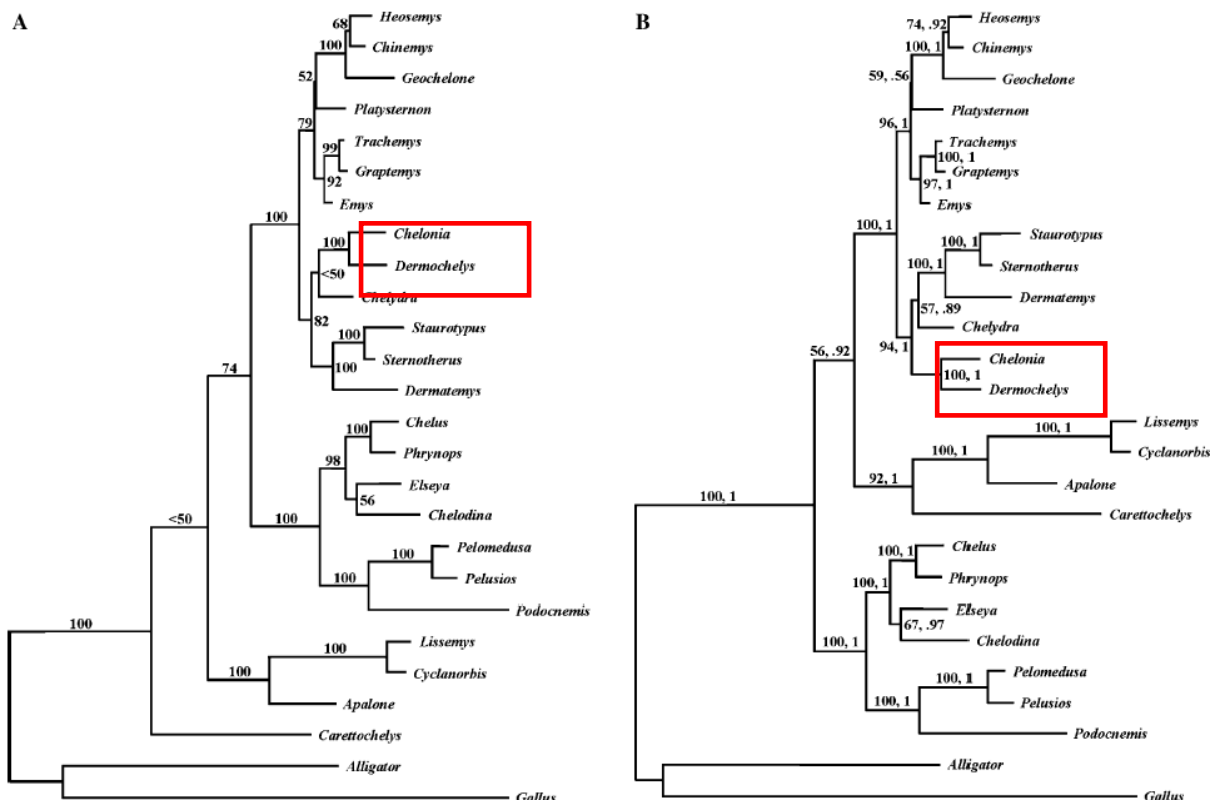 A
68
Heosemys
100
Chinemys
52
Geochelone
Platysternon
79
99
Trachemys
Graptemys
92
Emys
100
100
Chelonia
Dermochelys
<50
Chelydra
82
100
Staurotypus
Sternotherus
100
Dermatemys
74
100
Chelus
Phrynops
98
Elseya
56
Chelodina
<50
100
100
Pelomedusa
Pelusios
100
Podocnemis
100
100
Lissemys
Cyclanorbis
100
Apalone
Carettochelys
Alligator
Gallus
B
74, .92
Heosemys
100, 1
Chinemys
59, .56
Geochelone
Platysternon
96, 1
Trachemys
100, 1
Graptemys
97, 1
Emys
100, 1
100, 1
Staurotypus
Sternotherus
100, 1
Dermatemys
57, .89
Chelydra
94, 1
56, .92
Chelonia
100, 1
Dermochelys
100, 1
Lissemys
Cyclanorbis
100, 1
Apalone
92, 1
Carettochelys
100, 1
100, 1
Chelus
Phrynops
100, 1
Elseya
67, .97
Chelodina
100, 1
100, 1
Pelomedusa
Pelusios
100, 1
Podocnemis
Alligator
Gallus